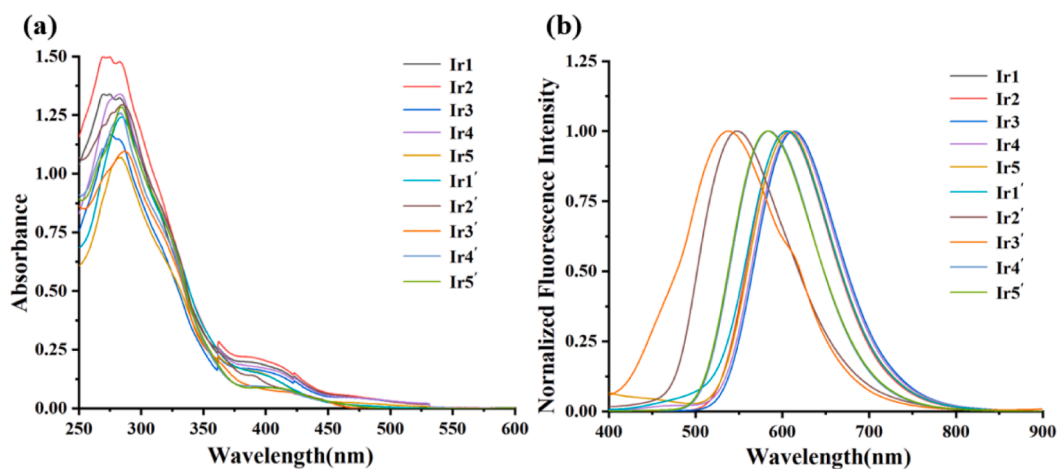 (a)
Absorbance
1.50
1.25
1.00
0.75
0.50
0.25
0.00
250 300 350 400 450 500 550 600
Wavelength(nm)
Ir1
Ir2
Ir3
Ir4
Ir5
Ir1′
Ir2′
Ir3′
Ir4′
Ir5′
(b)
Normalized Fluorescence Intensity
1.25
1.00
0.75
0.50
0.25
0.00
400 500 600 700 800 900
Wavelength(nm)
Ir1
Ir2
Ir3
Ir4
Ir5
Ir1′
Ir2′
Ir3′
Ir4′
Ir5′